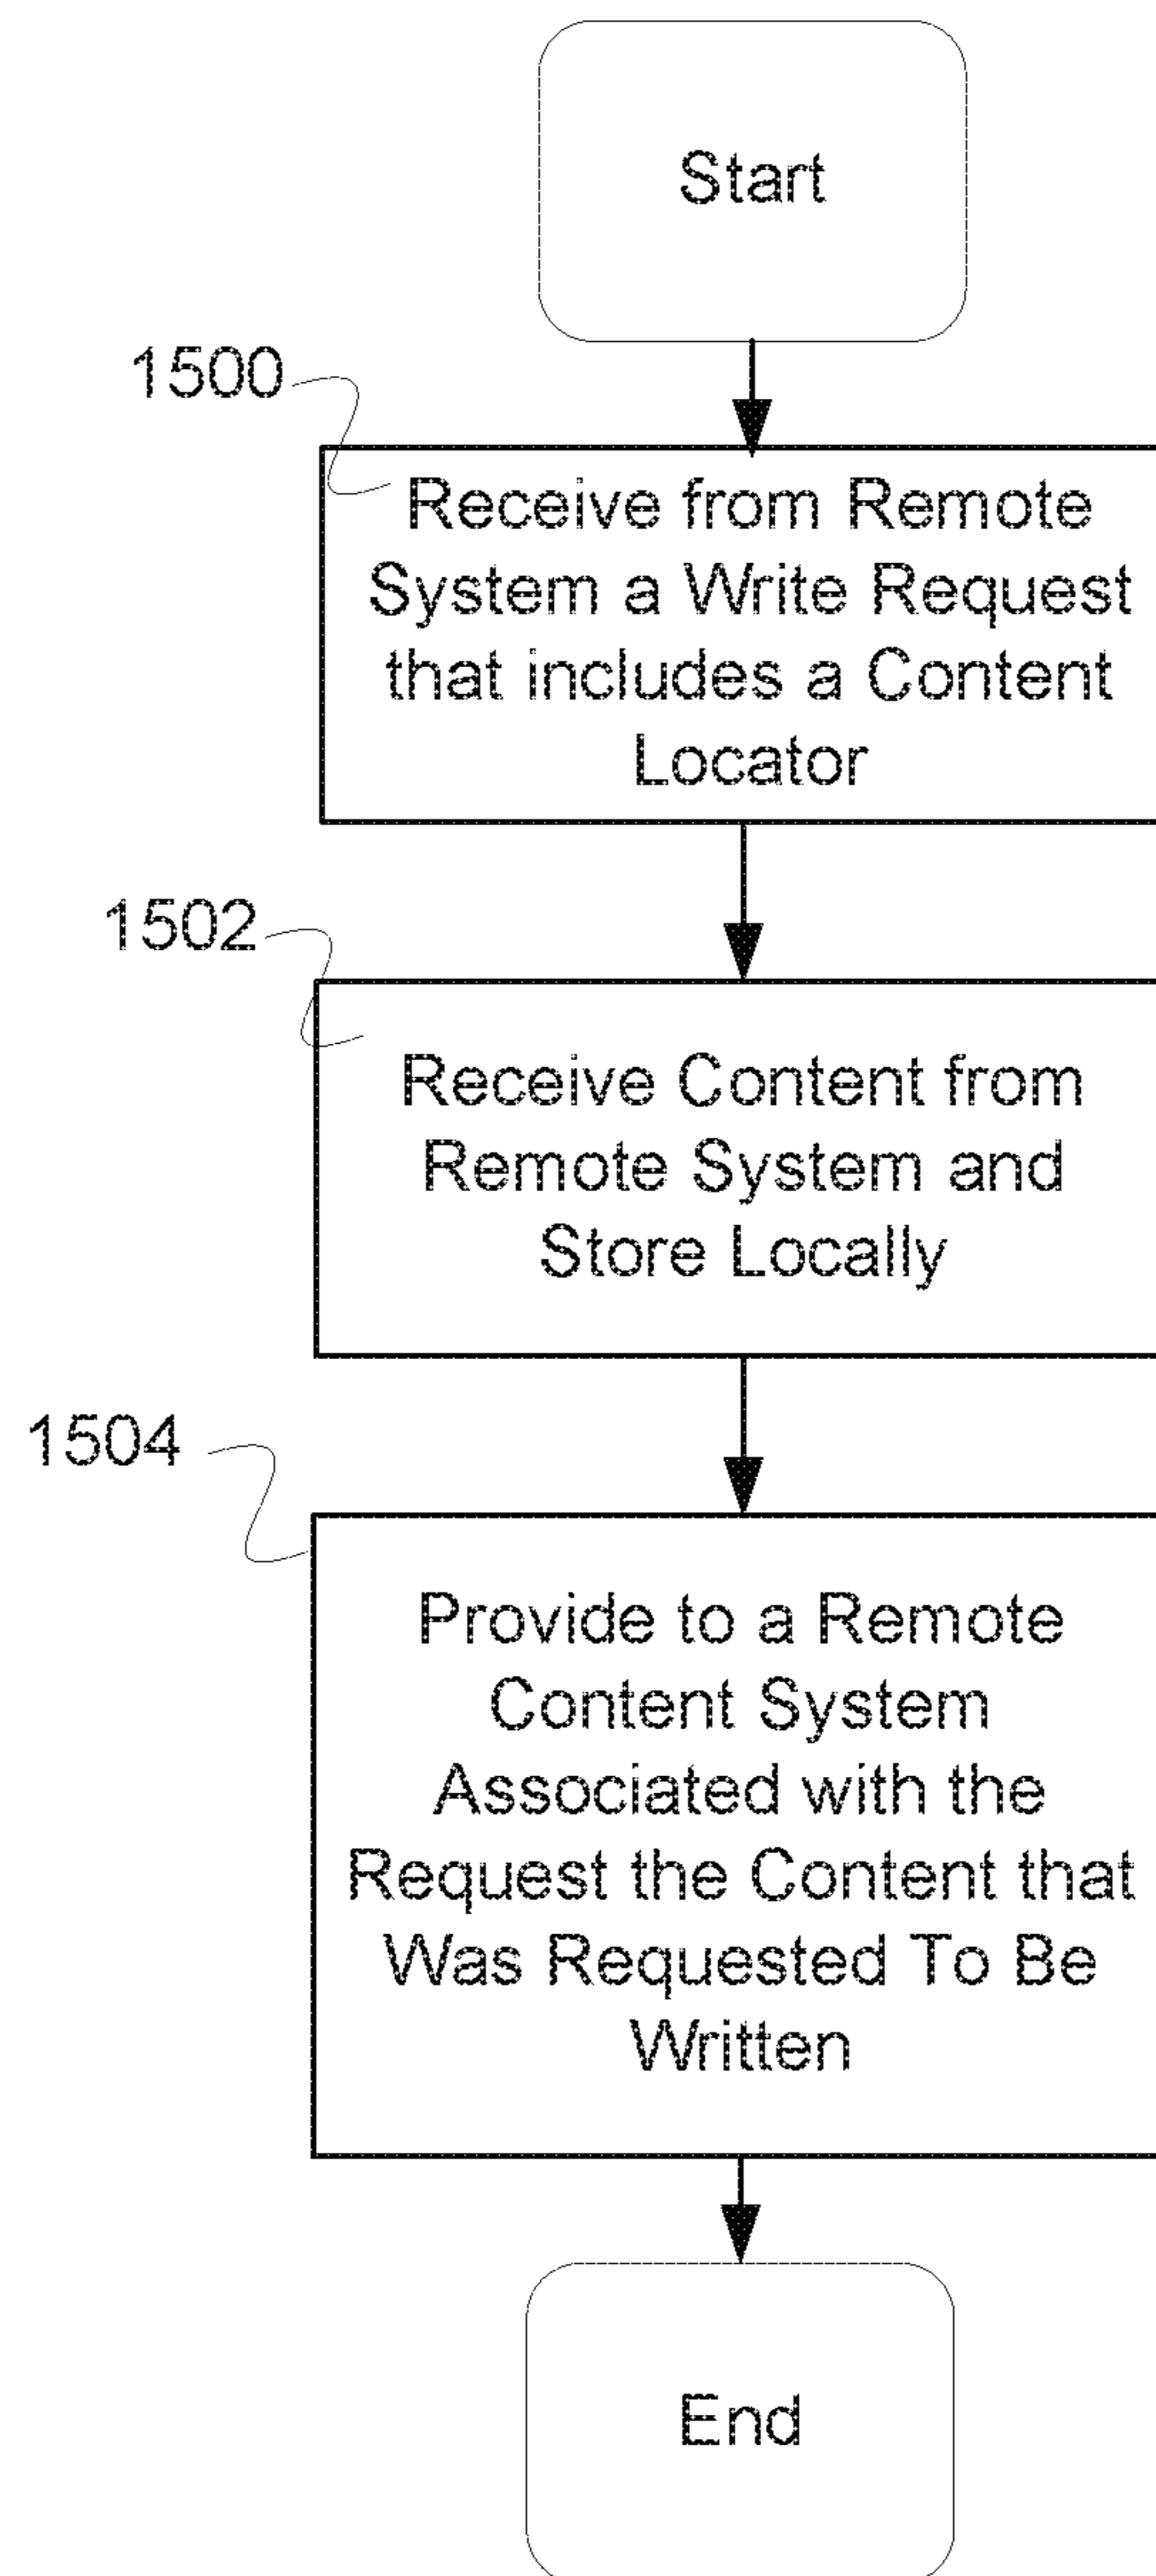 Start
1500
Receive from Remote
System a Write Request
that includes a Content
Locator
1502
Receive Content from
Remote System and
Store Locally
1504
Provide to a Remote
Content System
Associated with the
Request the Content that
Was Requested To Be
Written
End